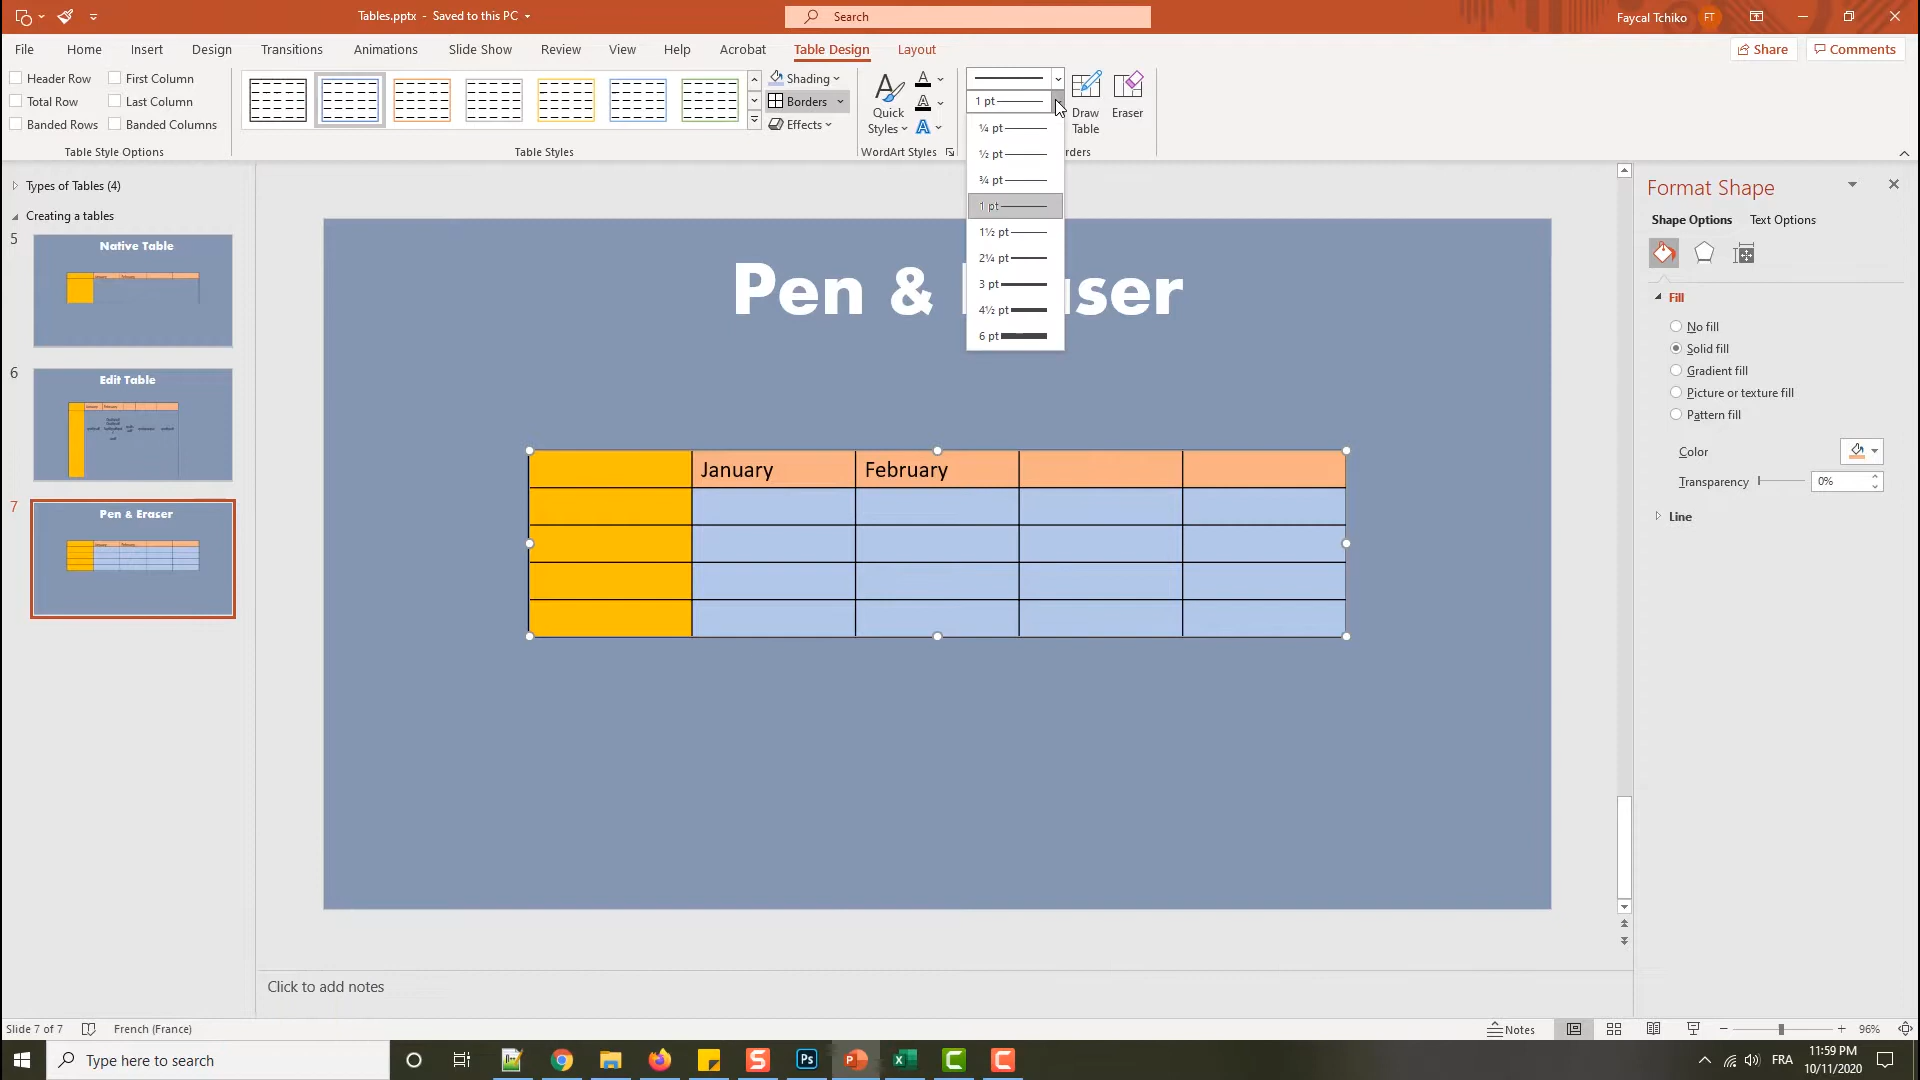 Tables.pptx - Saved to this PC
Search
Faycal Tchiko
FT
File
Home
Insert
Design
Transitions
Animations
Slide Show
Review
View
Help
Acrobat
Table Design
Layout
Share
Comments
Header Row
First Column
Total Row
Last Column
Banded Rows
Banded Columns
Table Style Options
Table Styles
Shading
Borders
Effects
Quick
Styles
WordArt Styles
1 pt
Draw
Table
Eraser
¼ pt
½ pt
¾ pt
1 pt
1½ pt
2¼ pt
3 pt
4½ pt
6 pt
Types of Tables (4)
Creating a tables
5
Native Table
January
February
6
Edit Table
January
February
7
Pen & Eraser
January
February
Pen &
ser
January
February
Format Shape
Shape Options
Text Options
Fill
No fill
Solid fill
Gradient fill
Picture or texture fill
Pattern fill
Color
Transparency
0%
Line
Click to add notes
Slide 7 of 7
French (France)
Notes
96%
Type here to search
FRA
11:59 PM
10/11/2020